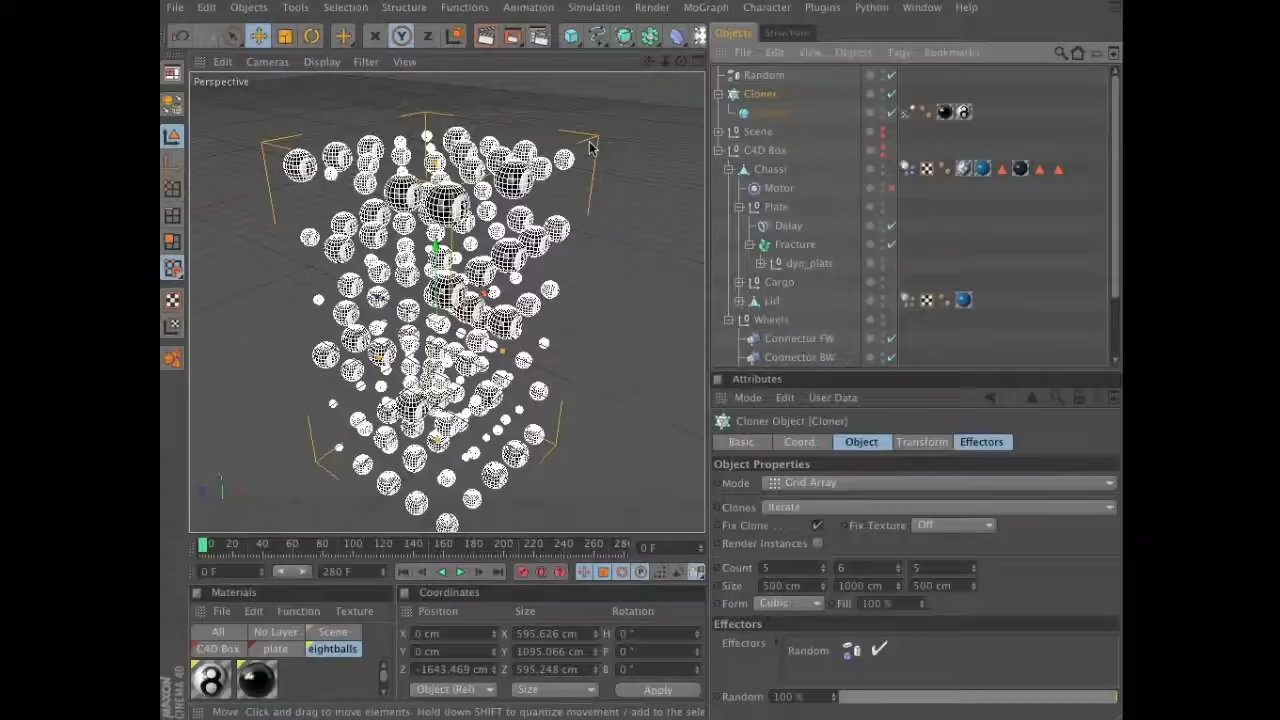 File Edit Objects Tools Selection Structure Functions Animation Simulation Render MoGraph Character Plugins Python Window Help
X Y Z
Edit Cameras Display Filter View
Perspective
Y
Objects Structure
File Edit View Objects Tags Bookmarks
Random
Cloner
Scene
C4D Box
Chassi
Motor
Plate
Delay
Fracture
dyn_plats
Cargo
Lid
Wheels
Connector FW
Connector BW
Attributes
Mode Edit User Data
Cloner Object [Cloner]
Basic Coord. Object Transform Effectors
Object Properties
Mode Grid Array
Clones Iterate
Fix Clone Fix Texture Off
Render Instances
Count 5 6 5
Size 500 cm 1000 cm 500 cm
Form Cubic Fill 100 %
Effectors
Effectors Random
Random 100 %
0 20 40 60 80 100 120 140 160 180 200 220 240 260 28 0 F
0 F 280 F
Materials
File Edit Function Texture
All No Layer Scene
C4D Box plate eightballs
8
Coordinates
Position Size Rotation
X 0 cm X 595.626 cm H 0 °
Y 0 cm Y 1095.066 cm P 0 °
Z -1643.469 cm Z 595.248 cm B 0 °
Object (Rel) Size Apply
MAXON CINEMA 4D
Move: Click and drag to move elements. Hold down SHIFT to quantize movement / add to the sele